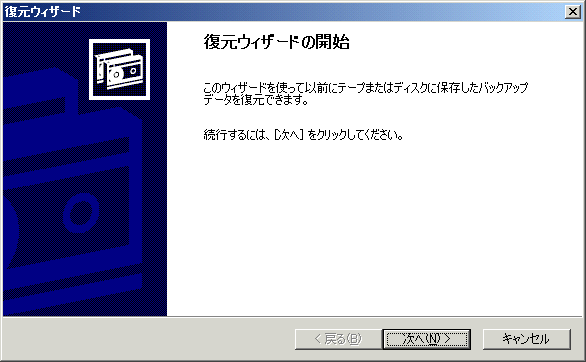 復元ウィザード
復元ウィザードの開始
このウィザードを使って以前にテープまたはディスクに保存したバックアップ
データを復元できます。
続行するには、[次へ] をクリックしてください。
< 戻る(B)
次へ(N) >
キャンセル